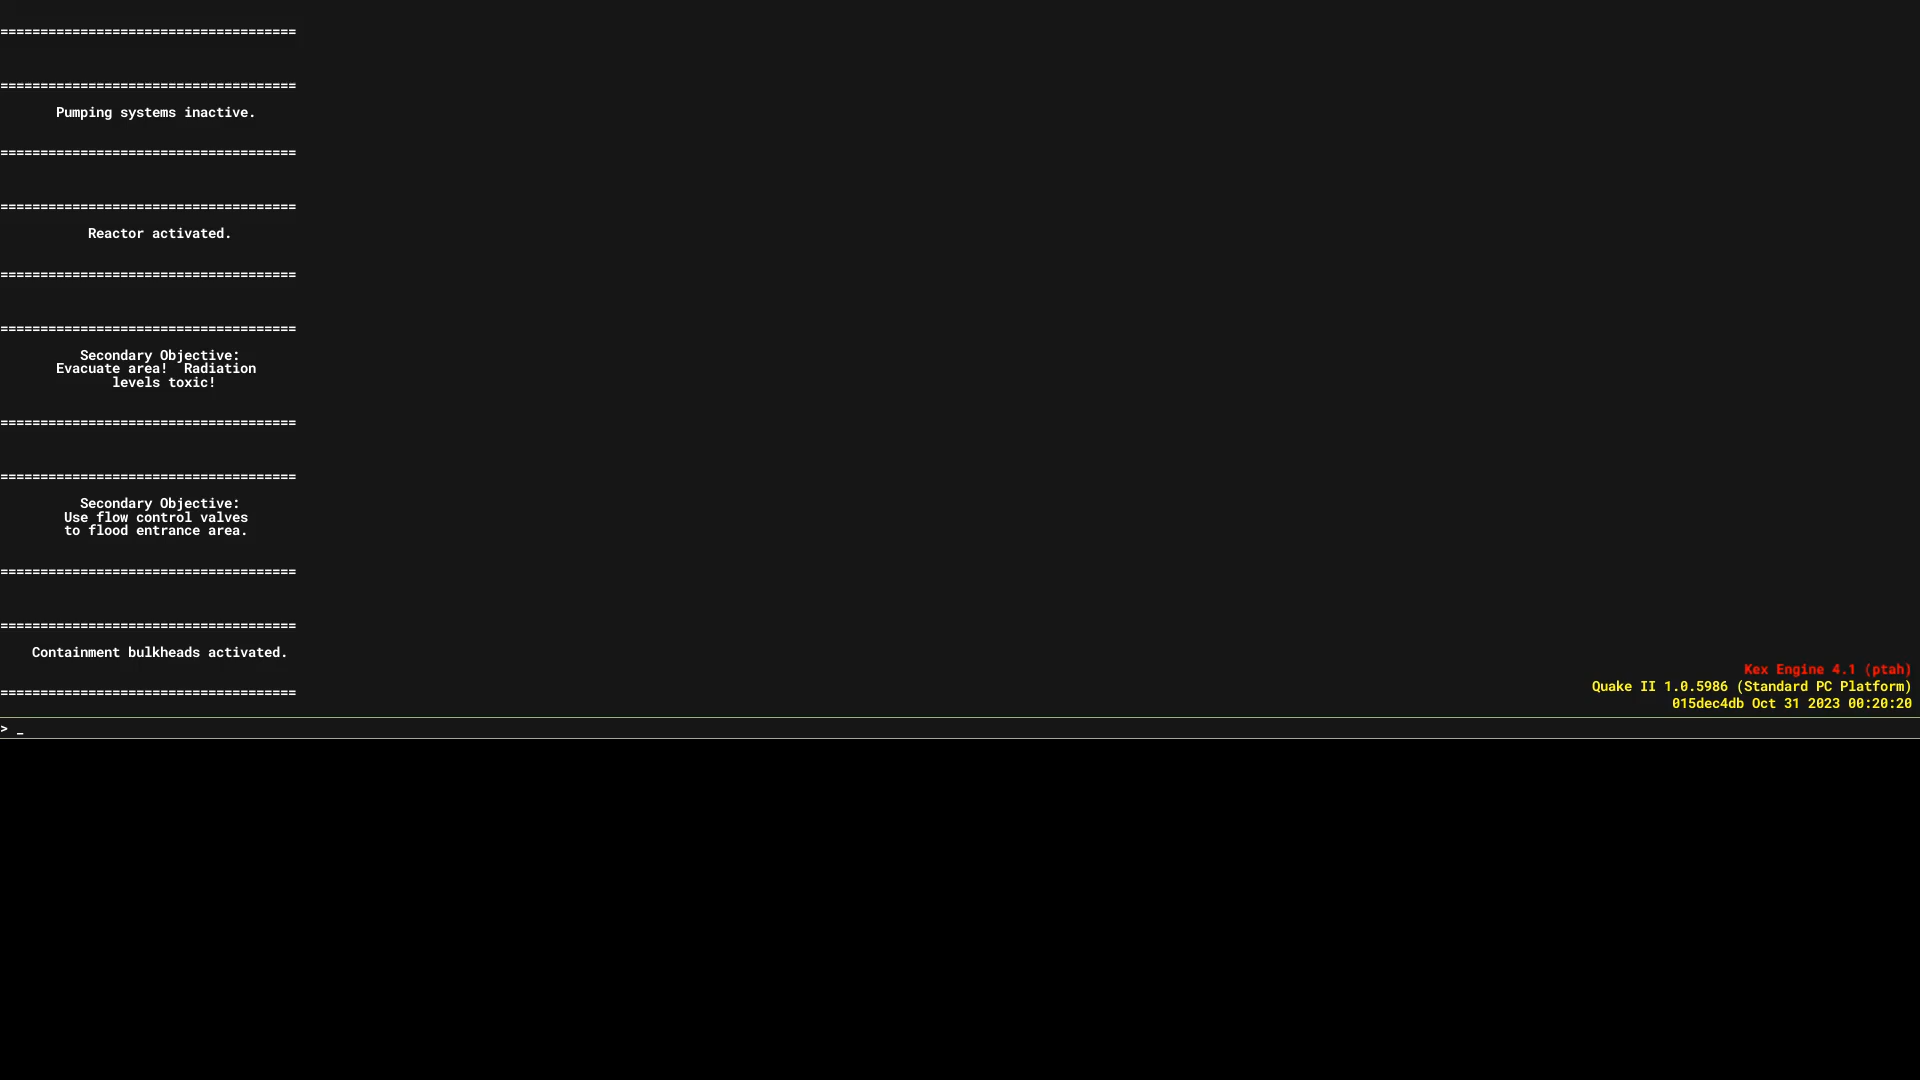 =====================================
=====================================
Pumping systems inactive.
=====================================
=====================================
Reactor activated.
=====================================
=====================================
Secondary Objective:
Evacuate area!  Radiation
levels toxic!
=====================================
=====================================
Secondary Objective:
Use flow control valves
to flood entrance area.
=====================================
=====================================
Containment bulkheads activated.
=====================================
Kex Engine 4.1 (ptah)
Quake II 1.0.5986 (Standard PC Platform)
015dec4db Oct 31 2023 00:20:20
> _